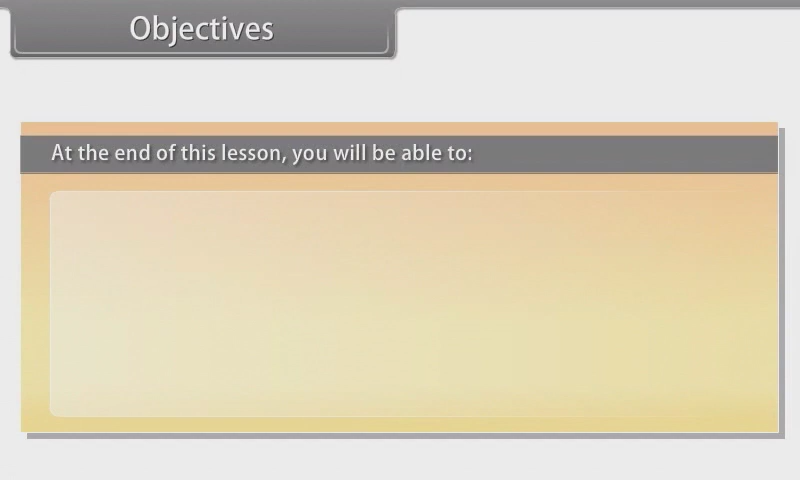 Objectives
At the end of this lesson, you will be able to: